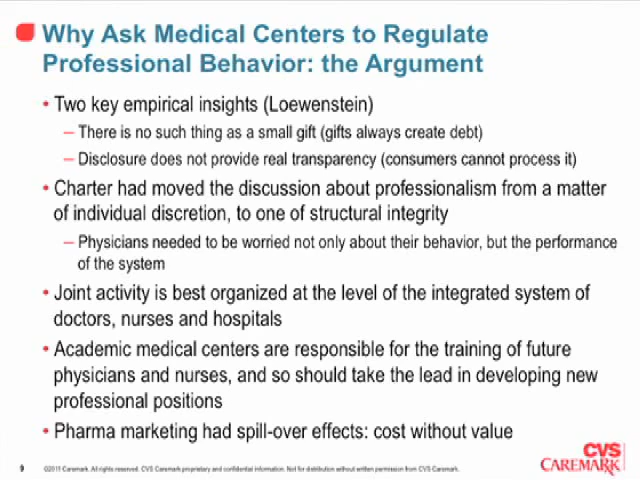 Why Ask Medical Centers to Regulate
Professional Behavior: the Argument
• Two key empirical insights (Loewenstein)
– There is no such thing as a small gift (gifts always create debt)
– Disclosure does not provide real transparency (consumers cannot process it)
• Charter had moved the discussion about professionalism from a matter
of individual discretion, to one of structural integrity
– Physicians needed to be worried not only about their behavior, but the performance
of the system
• Joint activity is best organized at the level of the integrated system of
doctors, nurses and hospitals
• Academic medical centers are responsible for the training of future
physicians and nurses, and so should take the lead in developing new
professional positions
• Pharma marketing had spill-over effects: cost without value
9 ©2011 Caremark. All rights reserved. CVS Caremark proprietary and confidential information. Not for distribution without written permission from CVS Caremark.
CVS
CAREMARK